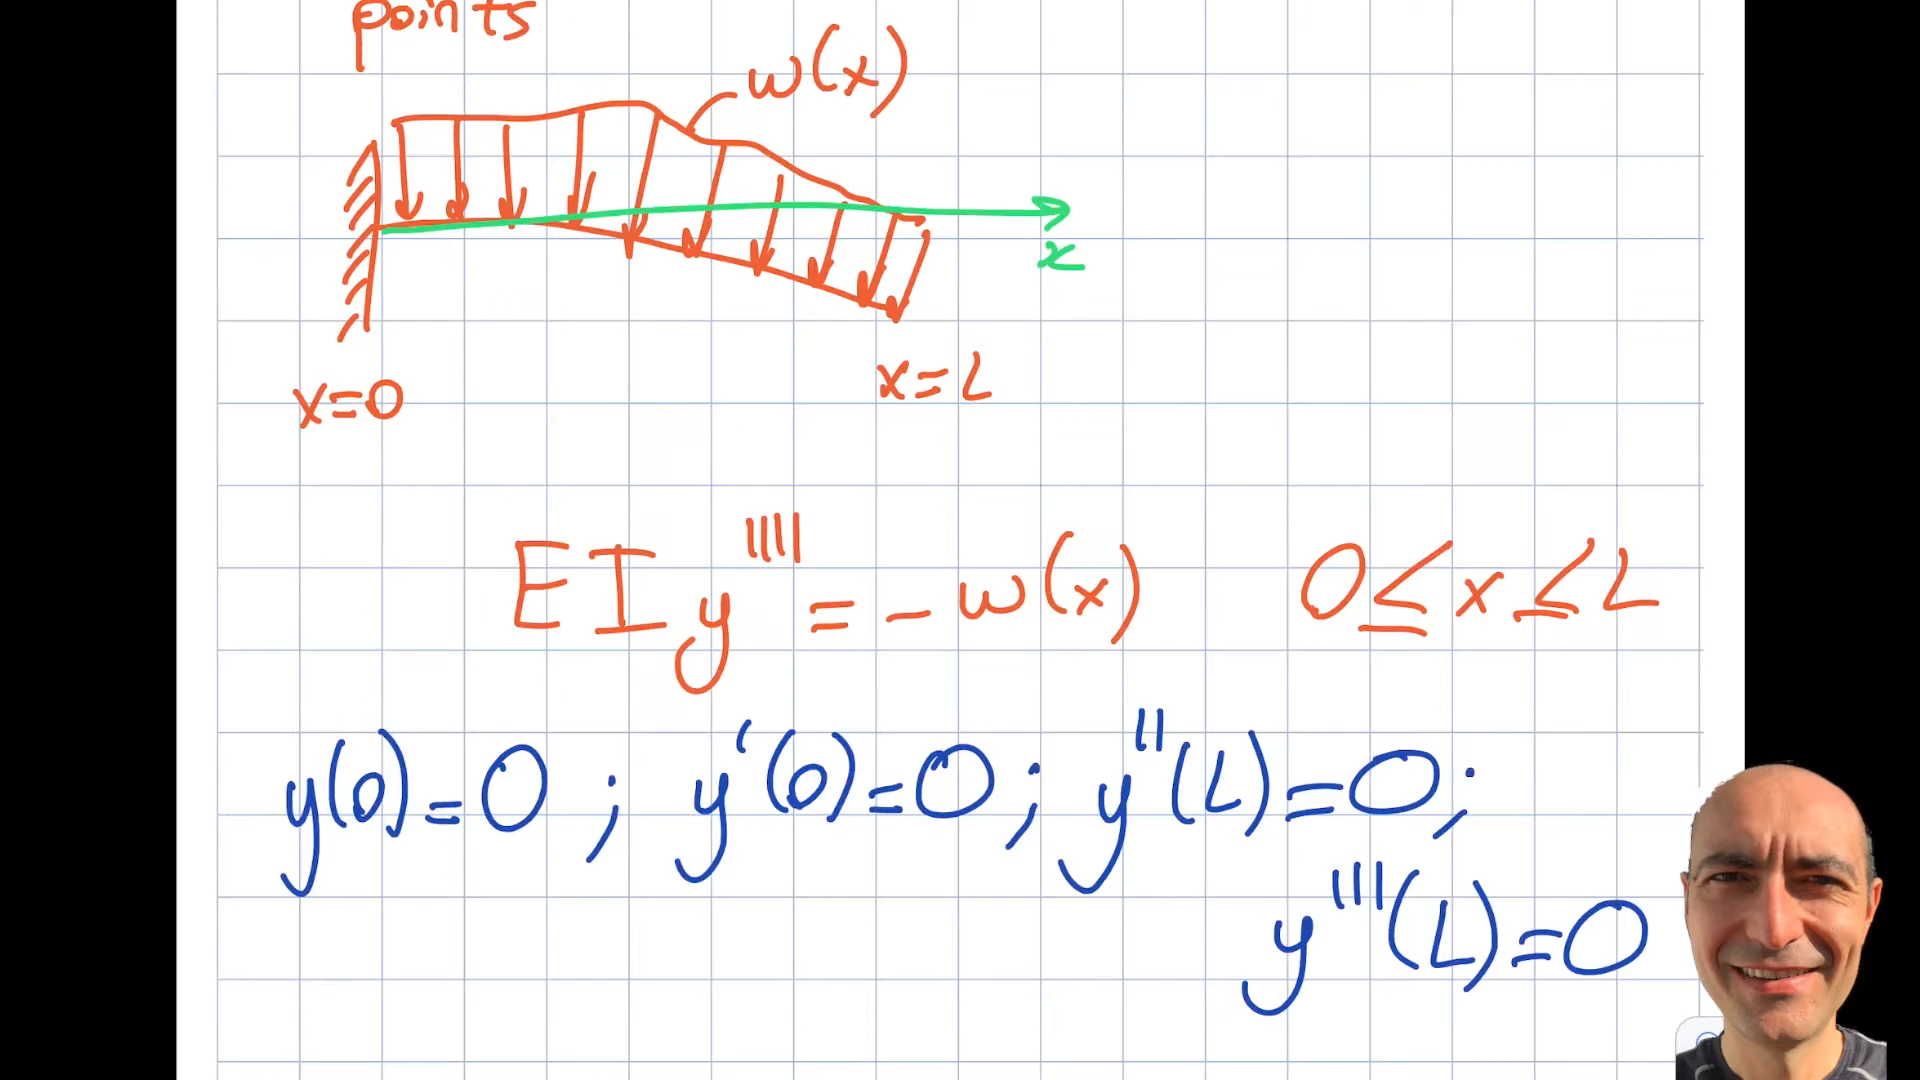 points
w(x)
x
x=L
x=0
EIy''''=-w(x) 0≤x≤L
y(0)=0; y'(0)=0; y''(L)=0;
y'''(L)=0